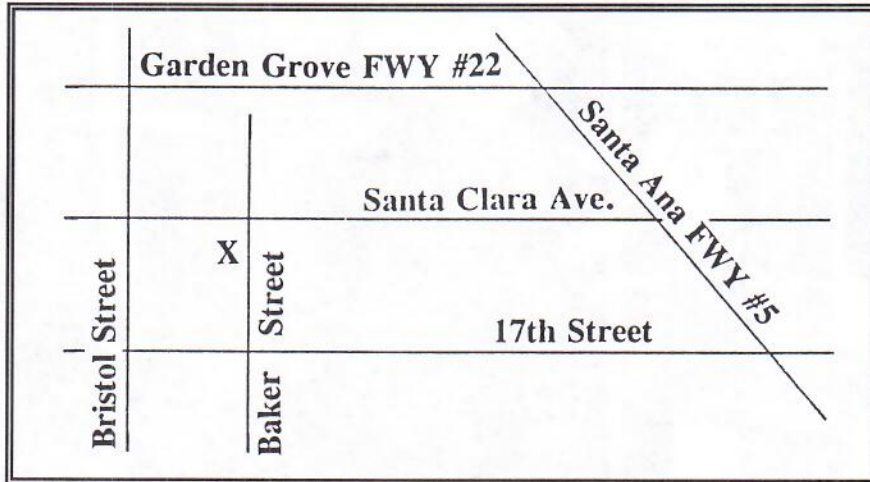 Garden Grove FWY #22
Santa Ana FWY #5
Santa Clara Ave.
X
Bristol Street
Baker Street
17th Street